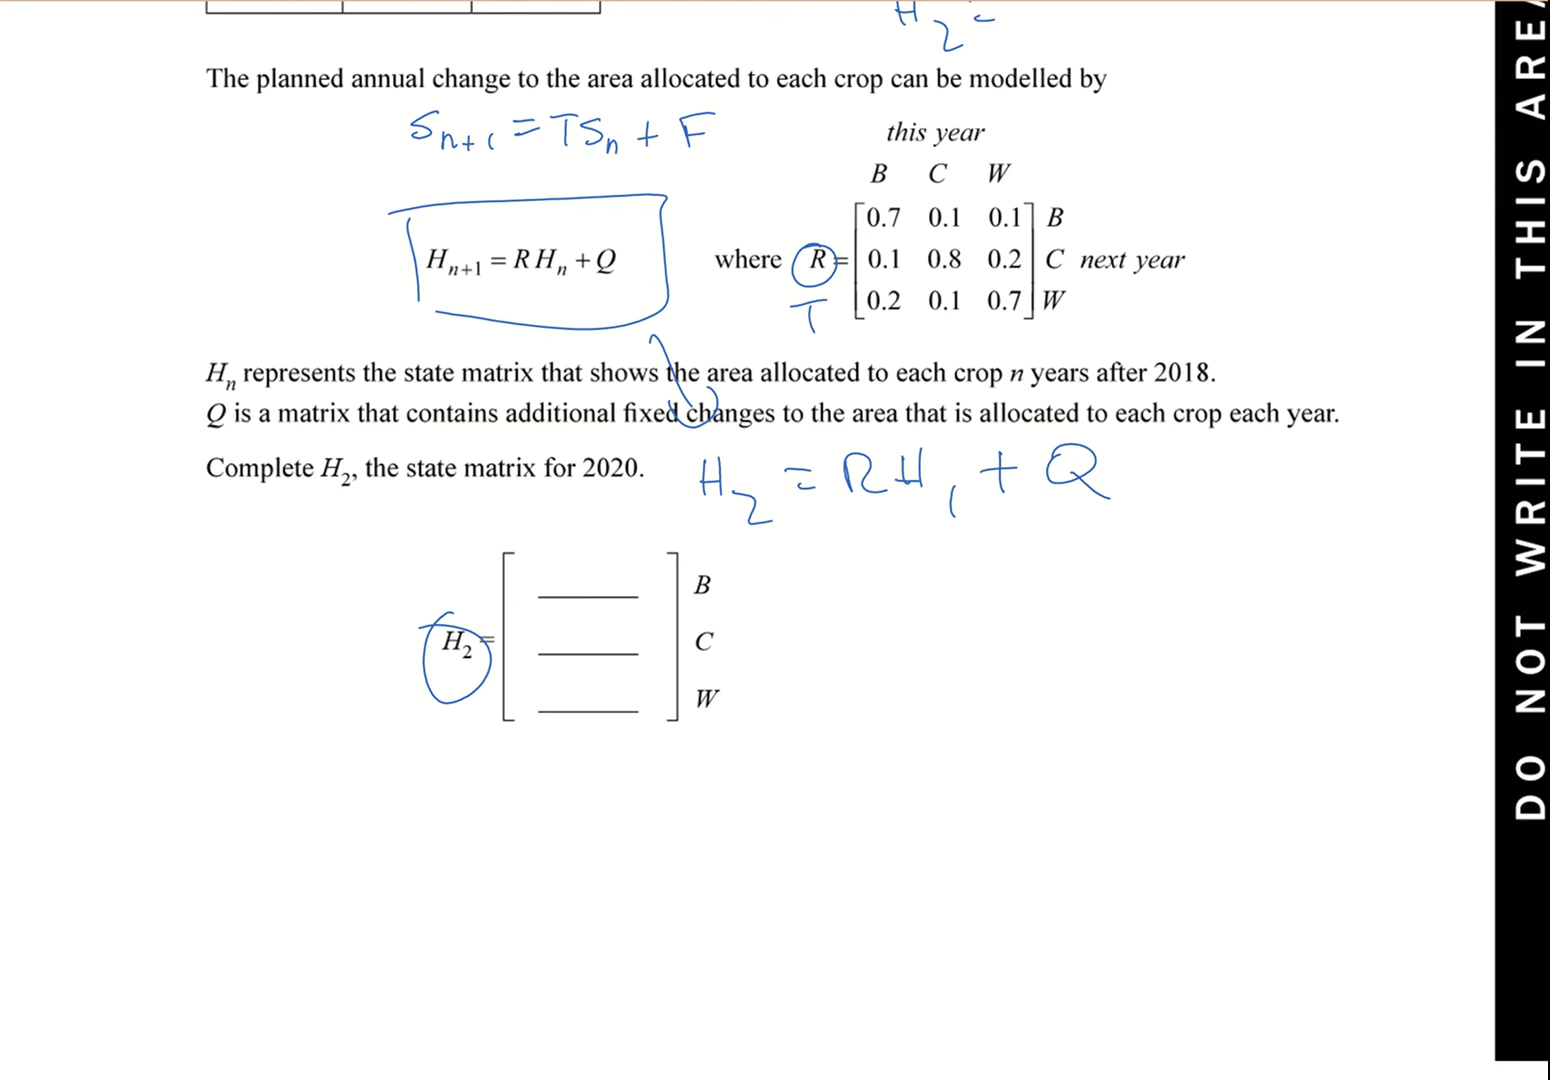 H₂ =
The planned annual change to the area allocated to each crop can be modelled by
Sₙ₊₁ = TSₙ + F
this year
B C W
0.7 0.1 0.1 B
Hₙ₊₁ = R Hₙ + Q where R = 0.1 0.8 0.2 C next year
0.2 0.1 0.7 W
T
Hₙ represents the state matrix that shows the area allocated to each crop n years after 2018.
Q is a matrix that contains additional fixed changes to the area that is allocated to each crop each year.
Complete H₂, the state matrix for 2020. H₂ = RH₁ + Q
B
H₂ = C
W
DO NOT WRITE IN THIS AREA